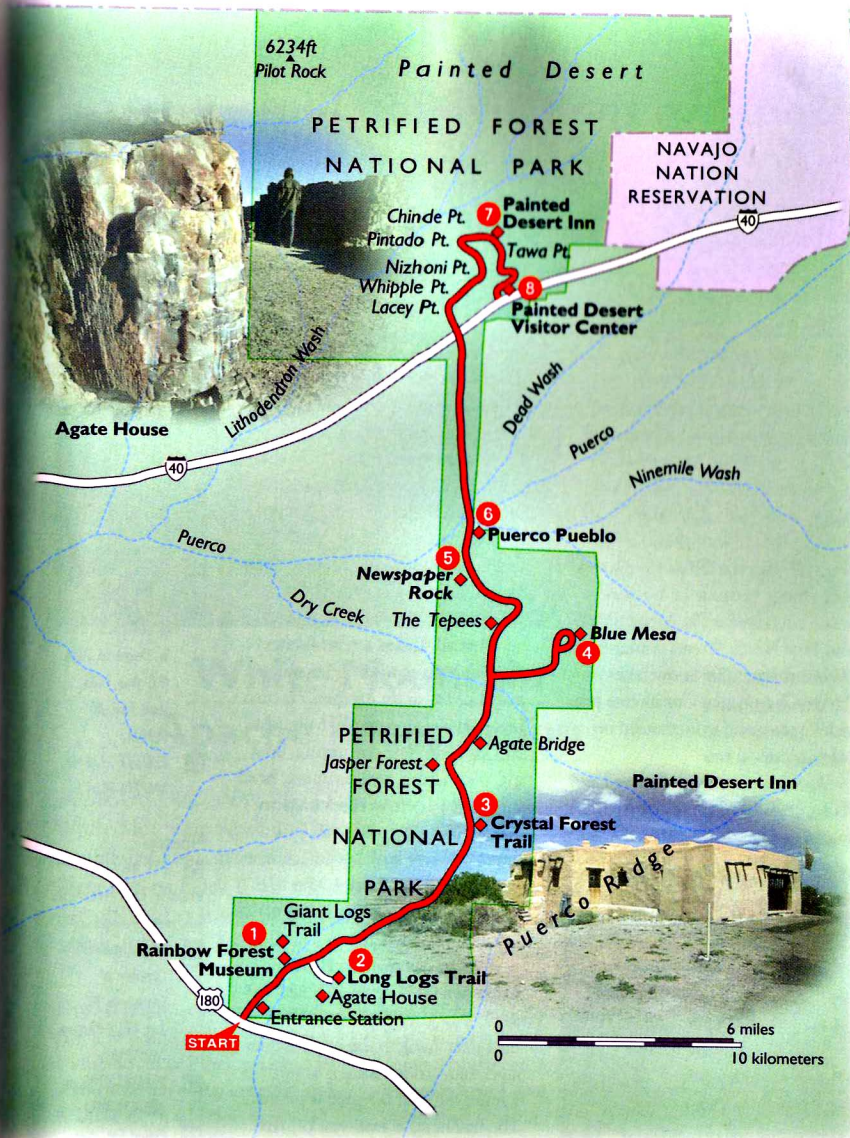 6234ft
Pilot Rock
Painted Desert
PETRIFIED FOREST
NATIONAL PARK
NAVAJO
NATION
RESERVATION
40
Chinde Pt.
7
Painted
Desert Inn
Pintado Pt.
Tawa Pt.
Nizhoni Pt.
Whipple Pt.
Lacey Pt.
8
Painted Desert
Visitor Center
Lithodendron Wash
Agate House
40
Dead Wash
Puerco
Ninemile Wash
6
Puerco Pueblo
Puerco
5
Newspaper
Rock
Dry Creek
The Tepees
Blue Mesa
4
PETRIFIED
Agate Bridge
Jasper Forest
FOREST
Painted Desert Inn
3
Crystal Forest
Trail
NATIONAL
PARK
Puerco Ridge
Giant Logs
Trail
1
Rainbow Forest
Museum
2
Long Logs Trail
Agate House
180
Entrance Station
START
0 6 miles
0 10 kilometers